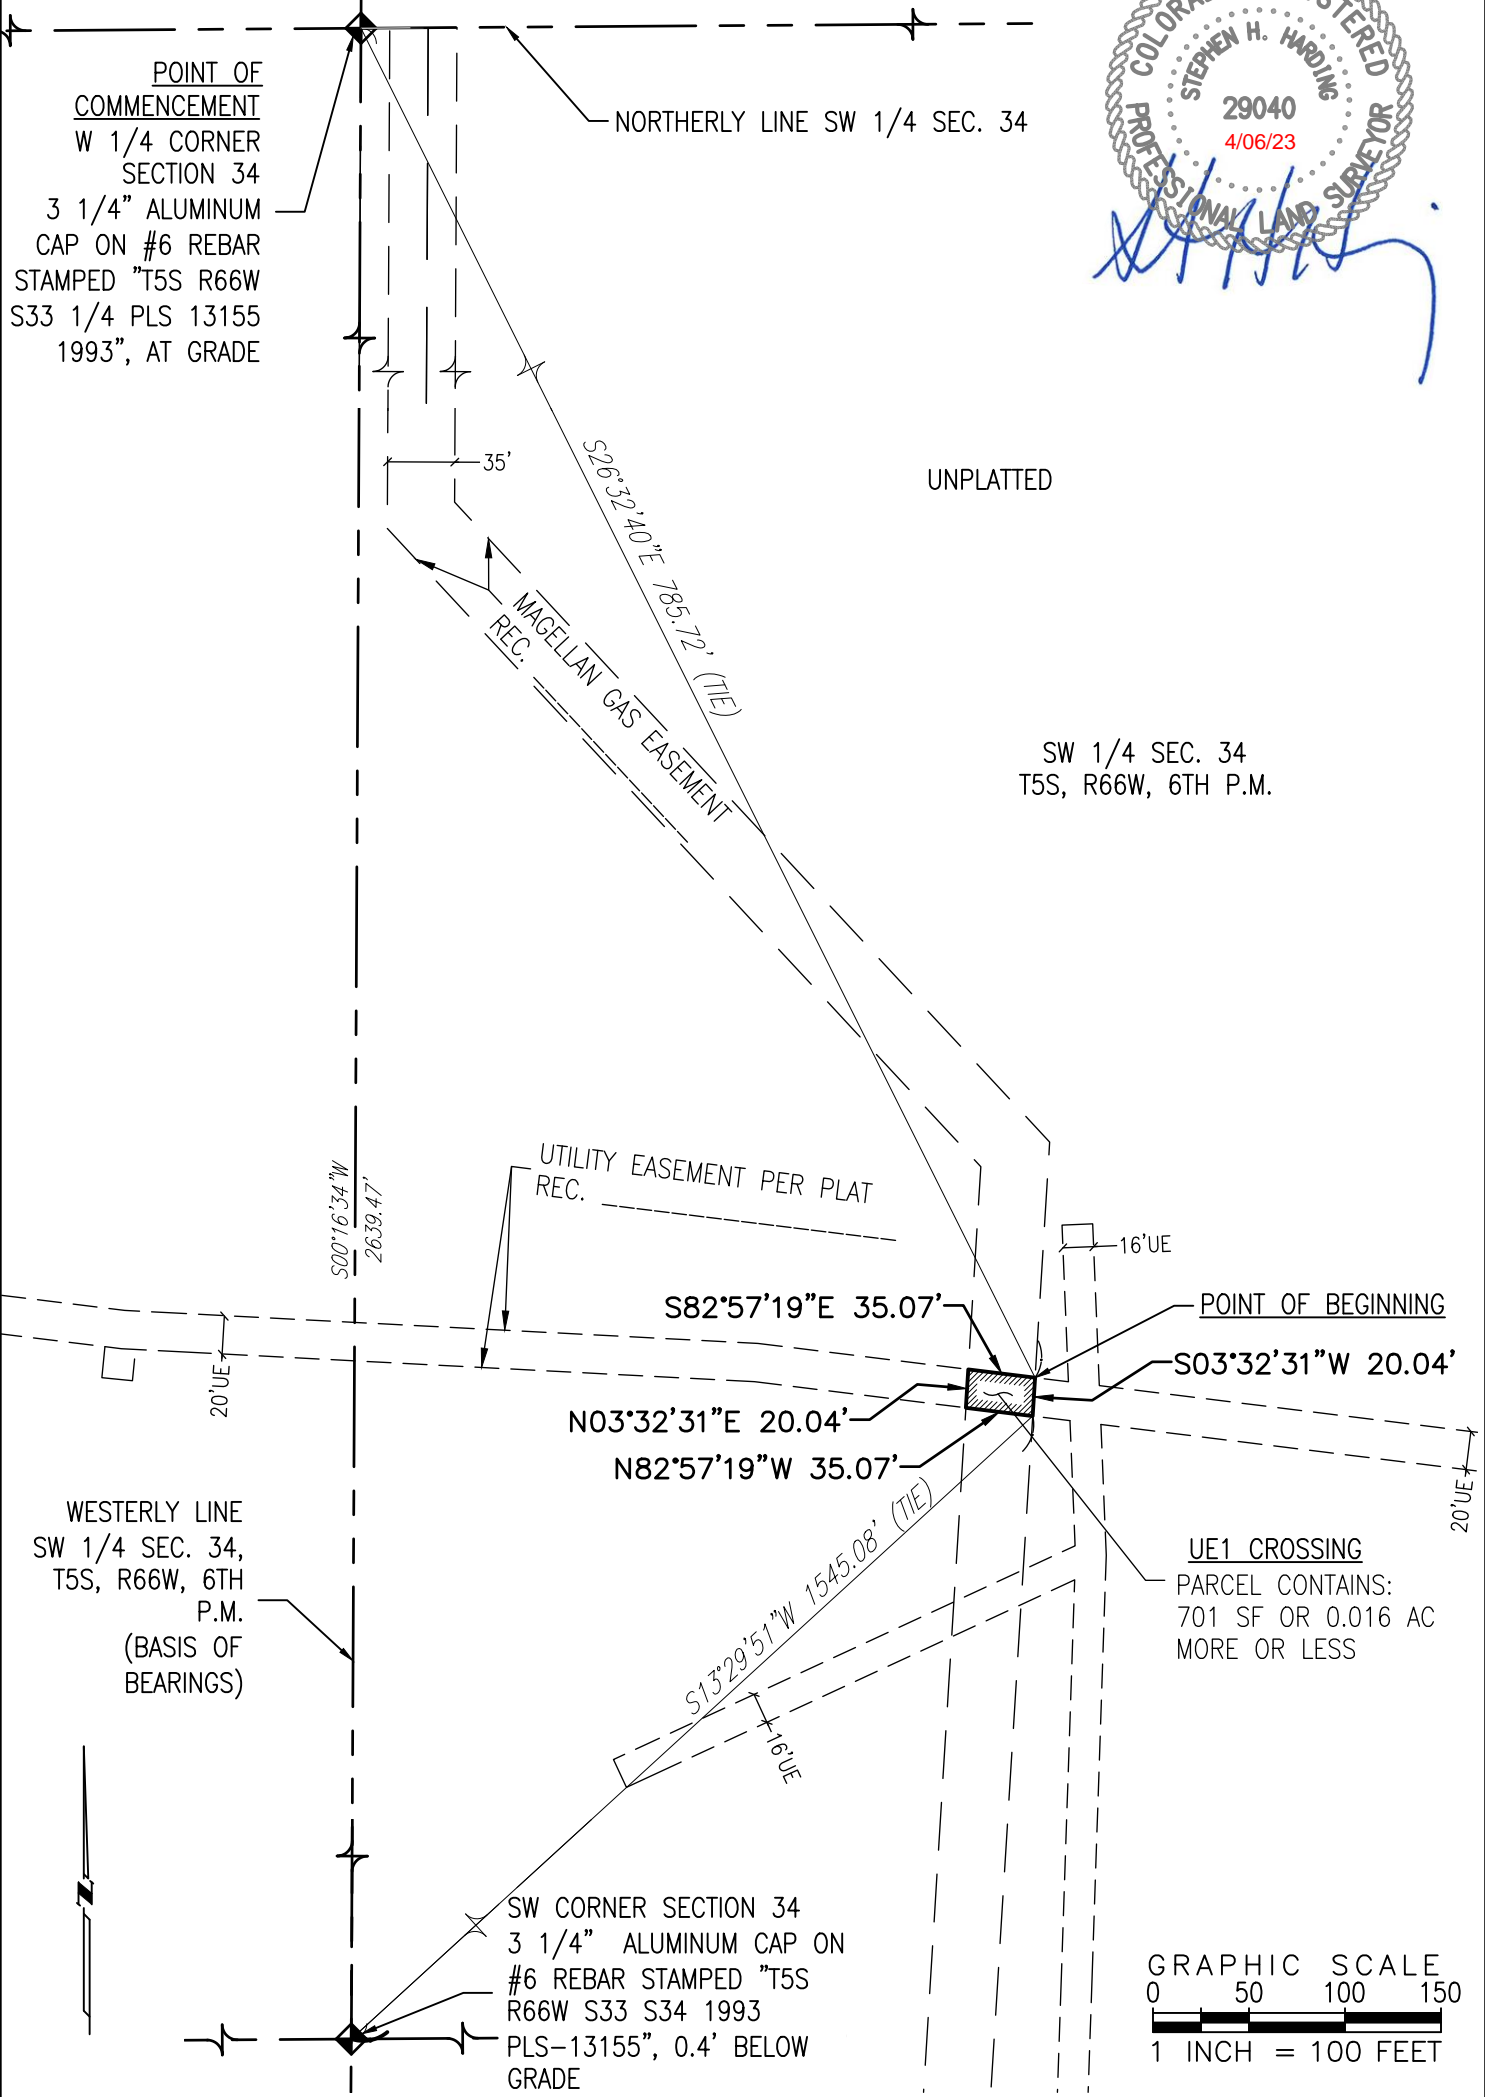 POINT OF
COMMENCEMENT
W 1/4 CORNER
SECTION 34
3 1/4" ALUMINUM
CAP ON #6 REBAR
STAMPED "T5S R66W
S33 1/4 PLS 13155
1993", AT GRADE
NORTHERLY LINE SW 1/4 SEC. 34
STEPHEN H. HARDING
29040
4/06/23
PROFESSIONAL LAND SURVEYOR
35'
S26°32'40"E 785.72' (TIE)
UNPLATTED
MAGELLAN GAS EASEMENT
REC.
SW 1/4 SEC. 34
T5S, R66W, 6TH P.M.
S00°16'34"W
2639.47'
UTILITY EASEMENT PER PLAT
REC.
16'UE
S82°57'19"E 35.07'
POINT OF BEGINNING
S03°32'31"W 20.04'
20'UE
N03°32'31"E 20.04'
N82°57'19"W 35.07'
20'UE
WESTERLY LINE
SW 1/4 SEC. 34,
T5S, R66W, 6TH
P.M.
(BASIS OF
BEARINGS)
S13°29'51"W 1545.08' (TIE)
UE1 CROSSING
PARCEL CONTAINS:
701 SF OR 0.016 AC
MORE OR LESS
16'UE
N
SW CORNER SECTION 34
3 1/4" ALUMINUM CAP ON
#6 REBAR STAMPED "T5S
R66W S33 S34 1993
PLS-13155", 0.4' BELOW
GRADE
GRAPHIC SCALE
0 50 100 150
1 INCH = 100 FEET